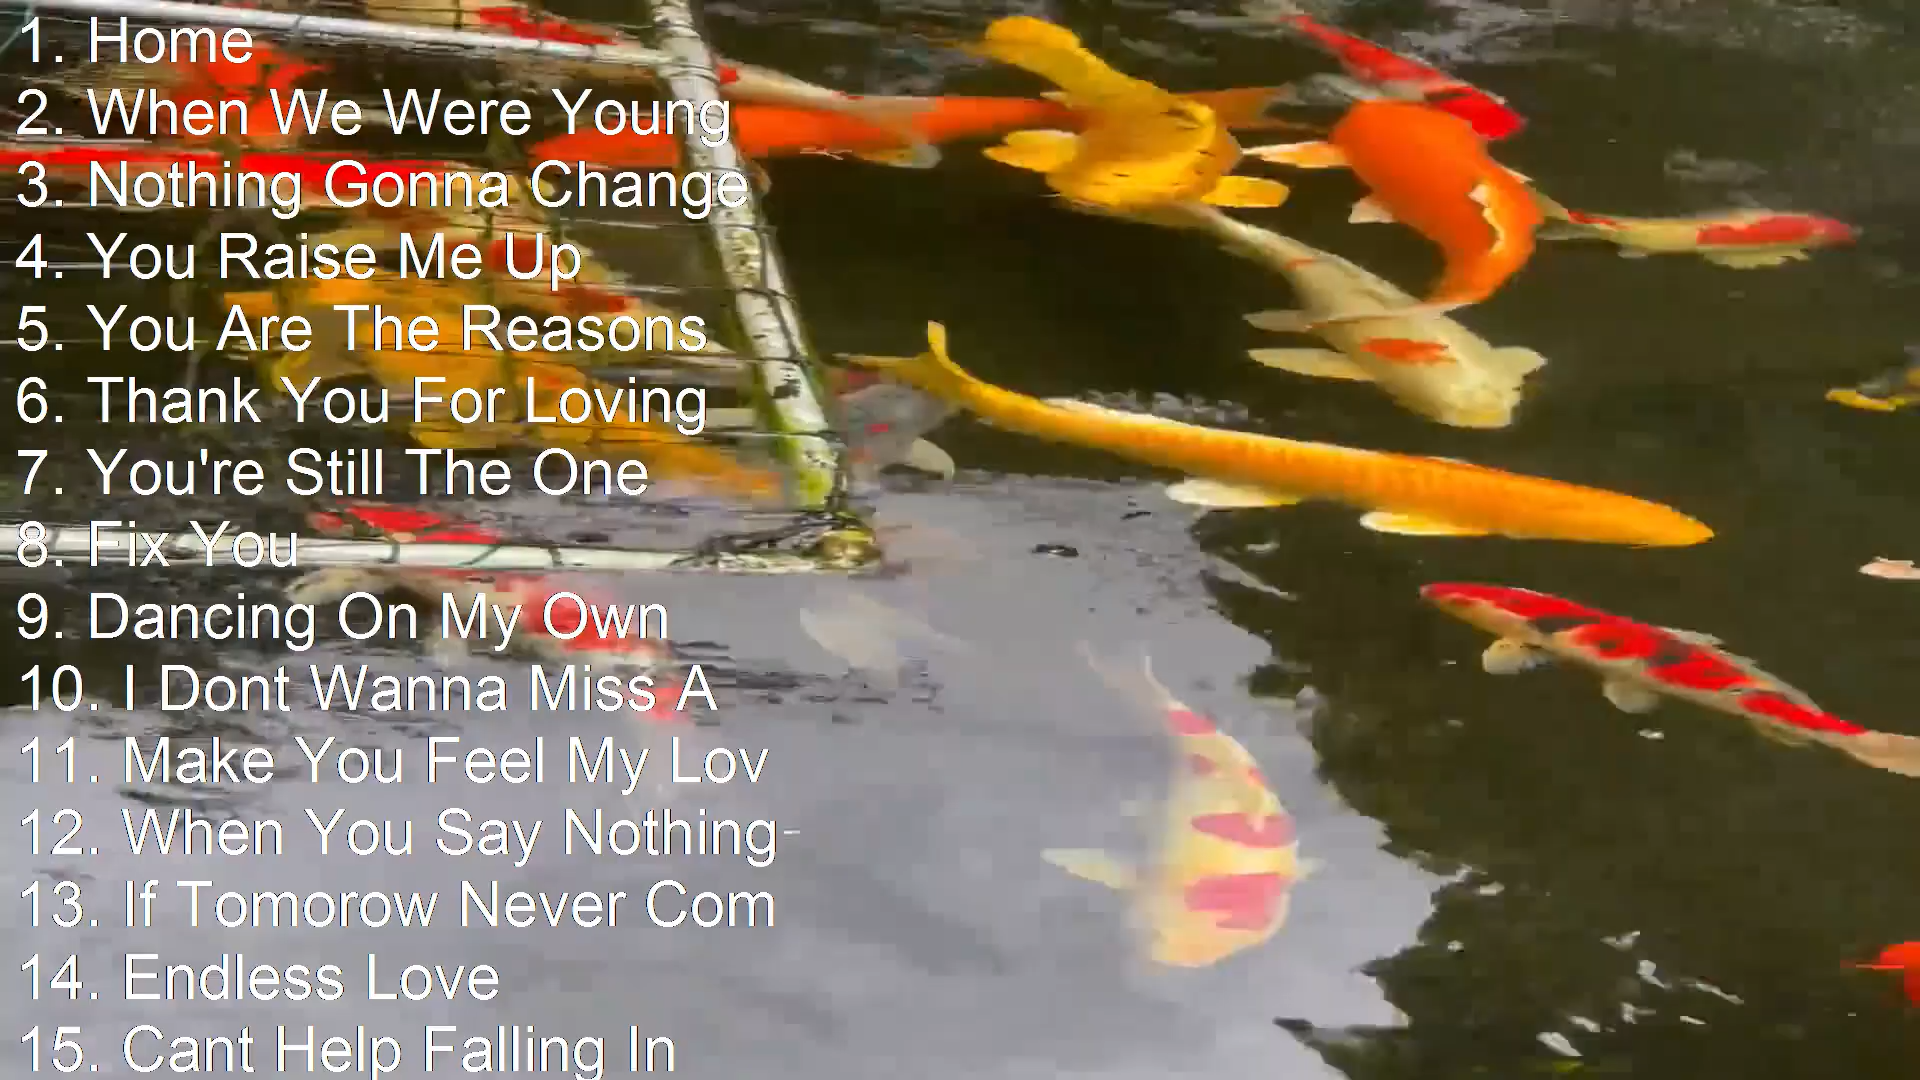 1. Home
2. When We Were Young
3. Nothing Gonna Change
4. You Raise Me Up
5. You Are The Reasons
6. Thank You For Loving
7. You're Still The One
8. Fix You
9. Dancing On My Own
10. I Dont Wanna Miss A
11. Make You Feel My Lov
12. When You Say Nothing-
13. If Tomorow Never Com
14. Endless Love
15. Cant Help Falling In